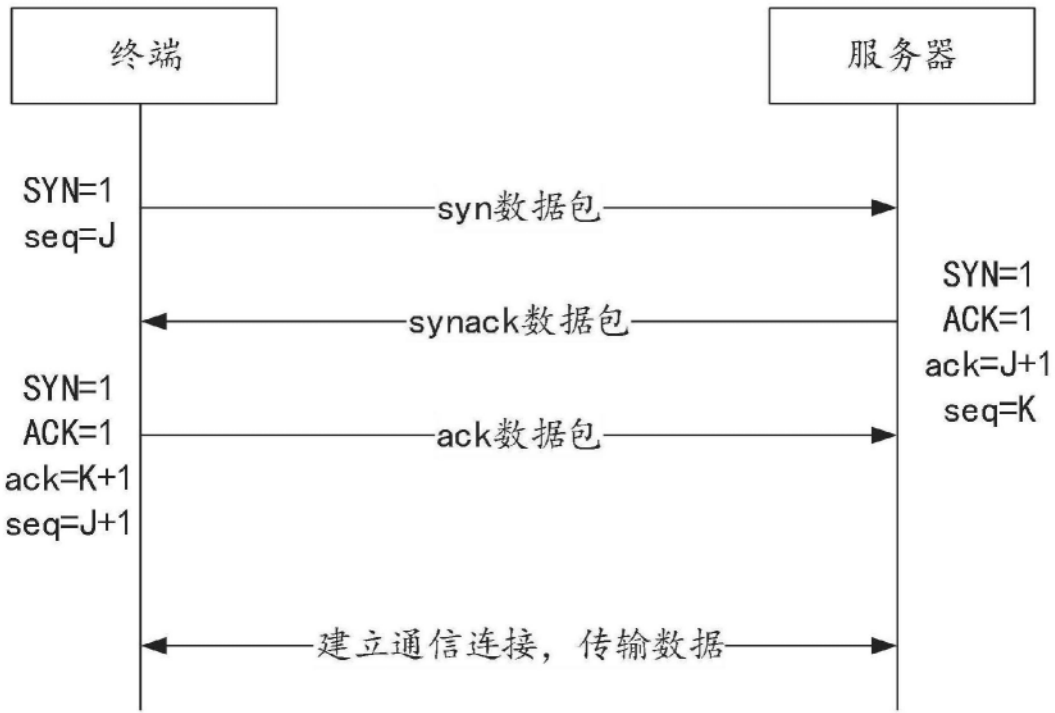 终端
服务器
SYN=1
seq=J
syn数据包
SYN=1
ACK=1
ack=J+1
seq=K
synack数据包
SYN=1
ACK=1
ack=K+1
seq=J+1
ack数据包
建立通信连接，传输数据